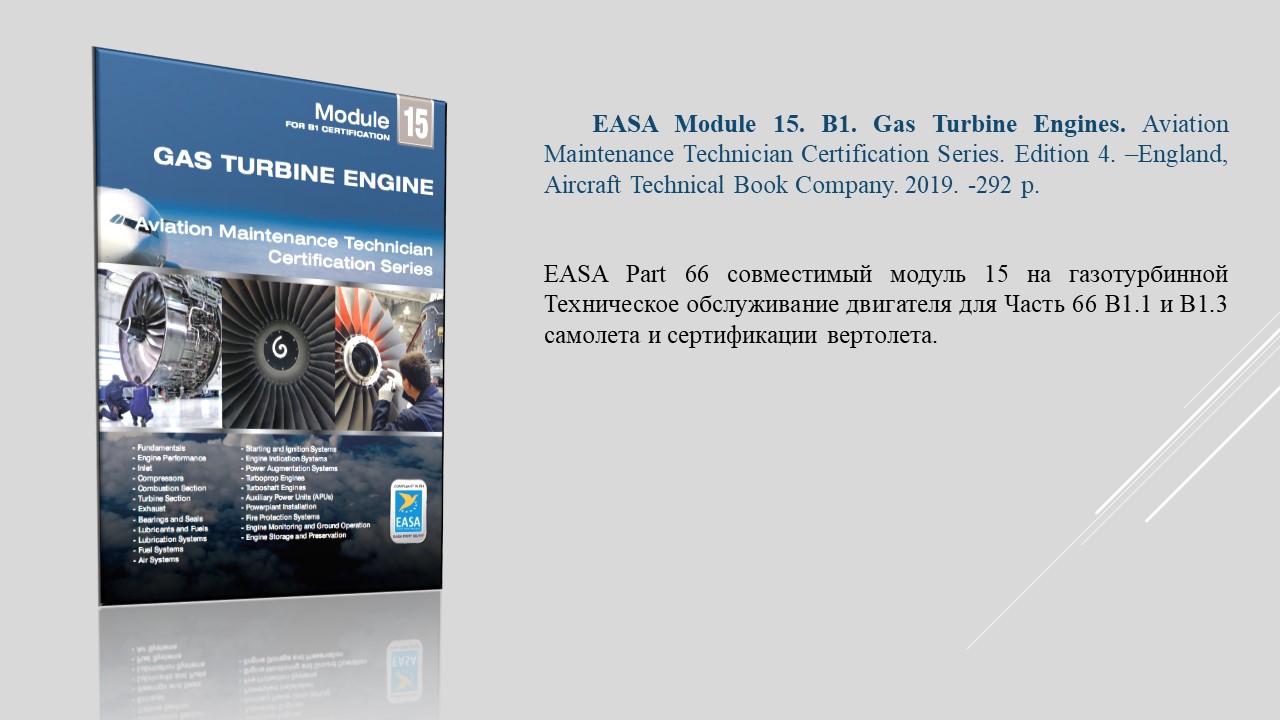 Module 15
FOR B1 CERTIFICATION
GAS TURBINE ENGINE
Aviation Maintenance Technician
Certification Series
- Fundamentals
- Engine Performance
- Inlet
- Compressors
- Combustion Section
- Turbine Section
- Exhaust
- Bearings and Seals
- Lubricants and Fuels
- Lubrication Systems
- Fuel Systems
- Air Systems
- Starting and Ignition Systems
- Engine Indication Systems
- Power Augmentation Systems
- Turboprop Engines
- Turboshaft Engines
- Auxiliary Power Units (APUs)
- Powerplant Installation
- Fire Protection Systems
- Engine Monitoring and Ground Operation
- Engine Storage and Preservation
EASA
EASA Module 15. B1. Gas Turbine Engines. Aviation
Maintenance Technician Certification Series. Edition 4. –England,
Aircraft Technical Book Company. 2019. -292 p.
EASA Part 66 совместимый модуль 15 на газотурбинной
Техническое обслуживание двигателя для Часть 66 B1.1 и B1.3
самолета и сертификации вертолета.